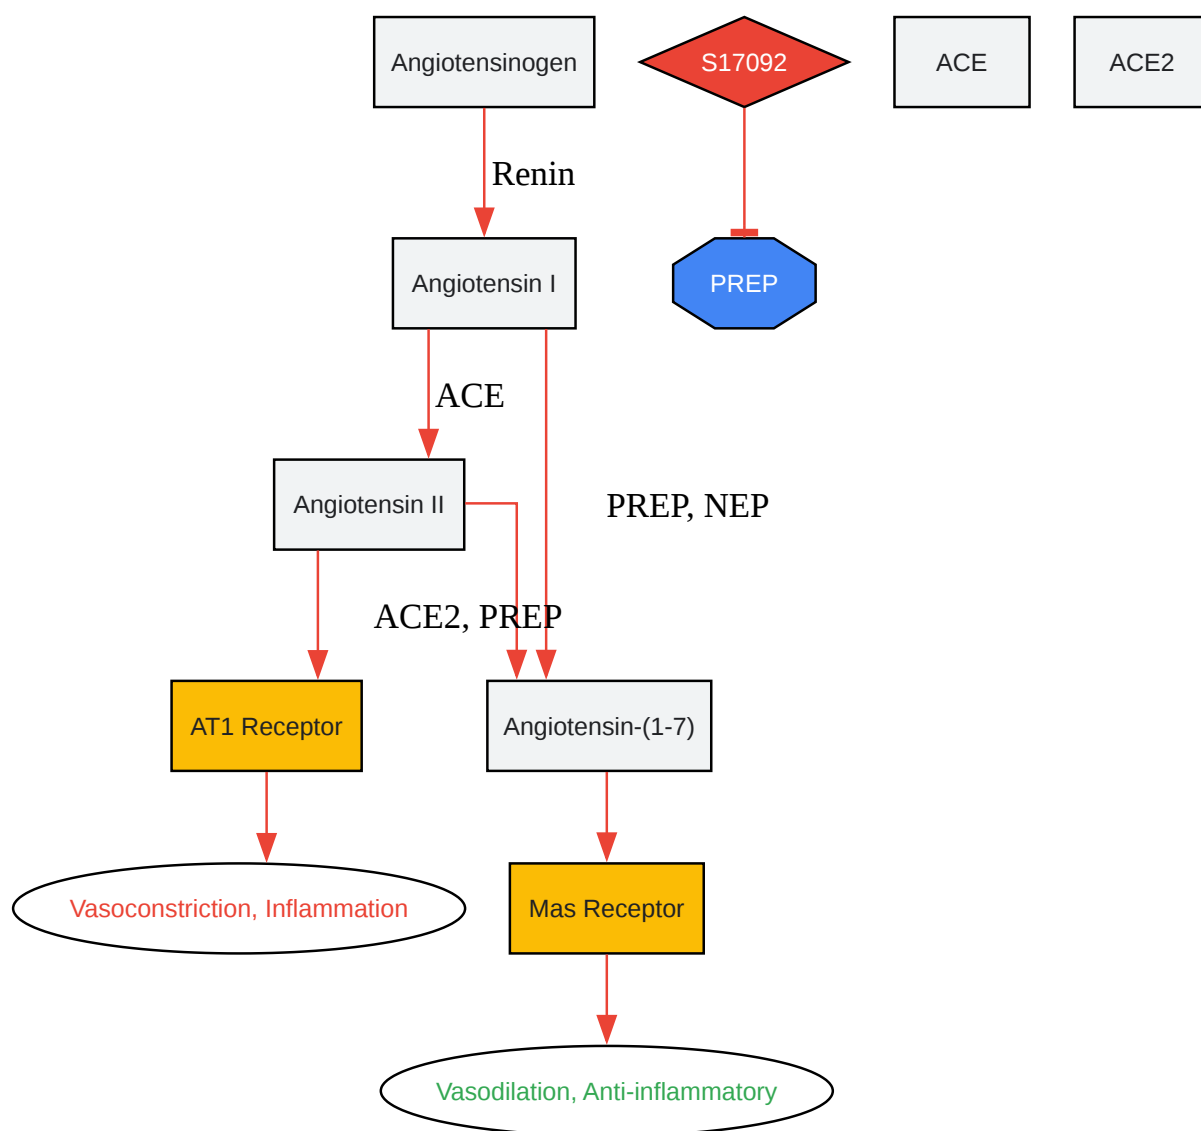 Angiotensinogen
S17092
ACE
ACE2
Renin
Angiotensin I
PREP
ACE
Angiotensin II
PREP, NEP
ACE2, PREP
AT1 Receptor
Angiotensin-(1-7)
Vasoconstriction, Inflammation
Mas Receptor
Vasodilation, Anti-inflammatory